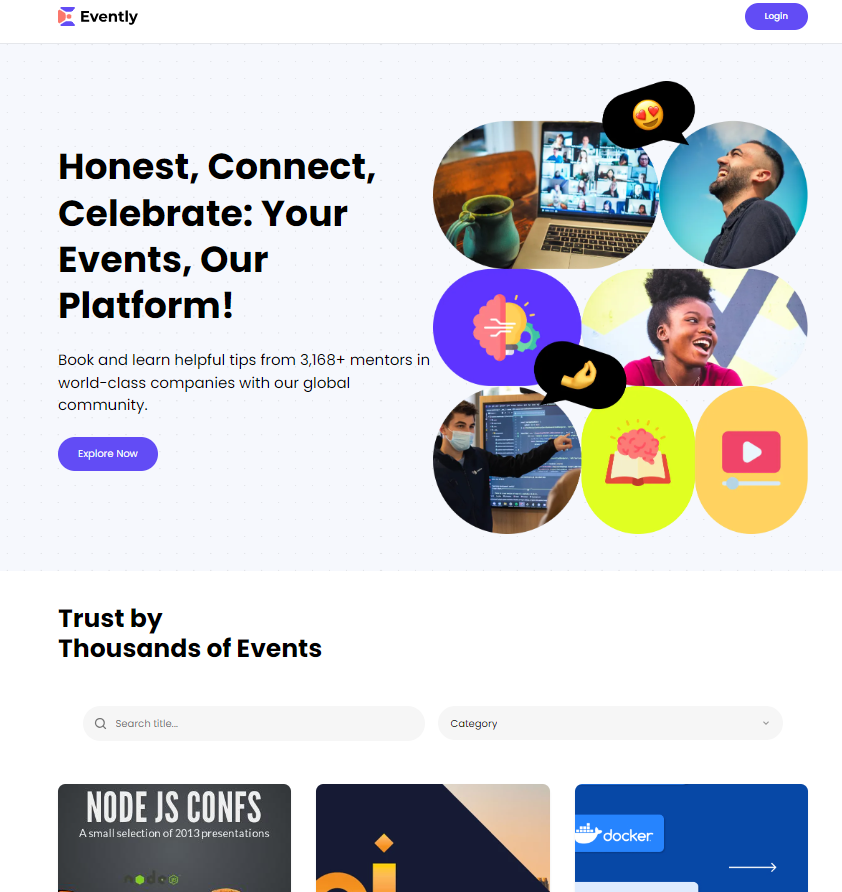 Evently
Login
Honest, Connect,
Celebrate: Your
Events, Our
Platform!
Book and learn helpful tips from 3,168+ mentors in
world-class companies with our global
community.
Explore Now
Trust by
Thousands of Events
Search title...
Category
NODE JS CONFS
A small selection of 2013 presentations
docker